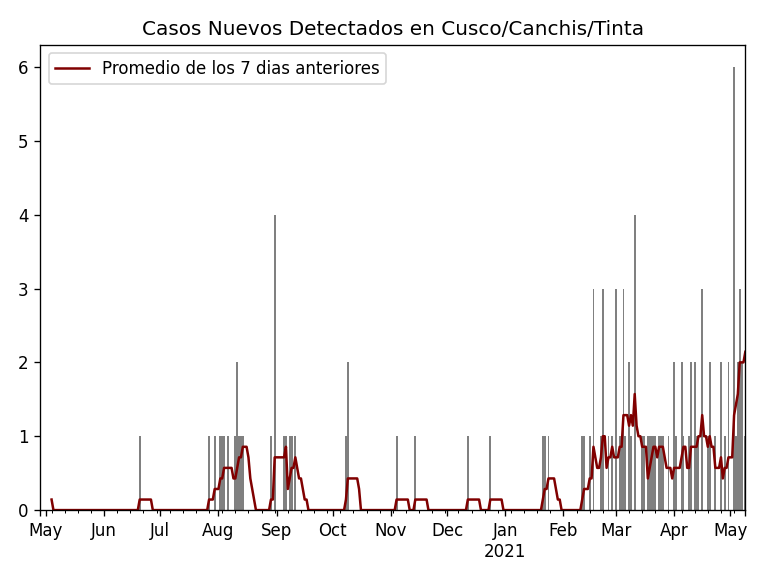 Casos Nuevos Detectados en Cusco/Canchis/Tinta
Promedio de los 7 dias anteriores
6
5
4
3
2
1
0
May Jun Jul Aug Sep Oct Nov Dec Jan Feb Mar Apr May
2021